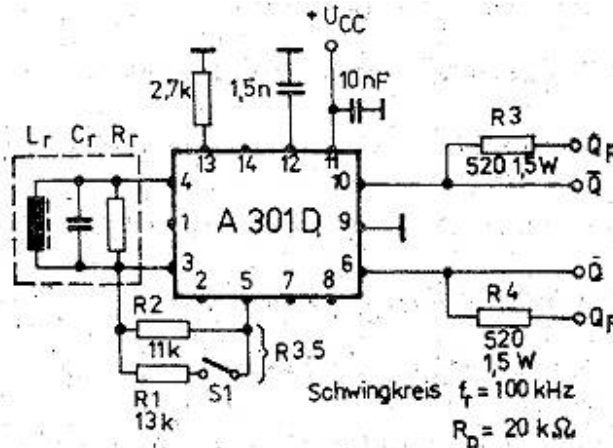 + UCC
2,7k
1,5n
10nF
Lr Cr Rr
13 14 12 11
R3
4
10
520 1,5W
QF
Q̄
1
A 301D
9
3
6
Q̄
2 5 7 8
R2
11k
R3.5
R4
520
1,5W
QF
R1
13k
S1
Schwingkreis fr = 100 kHz
Rp = 20 kΩ